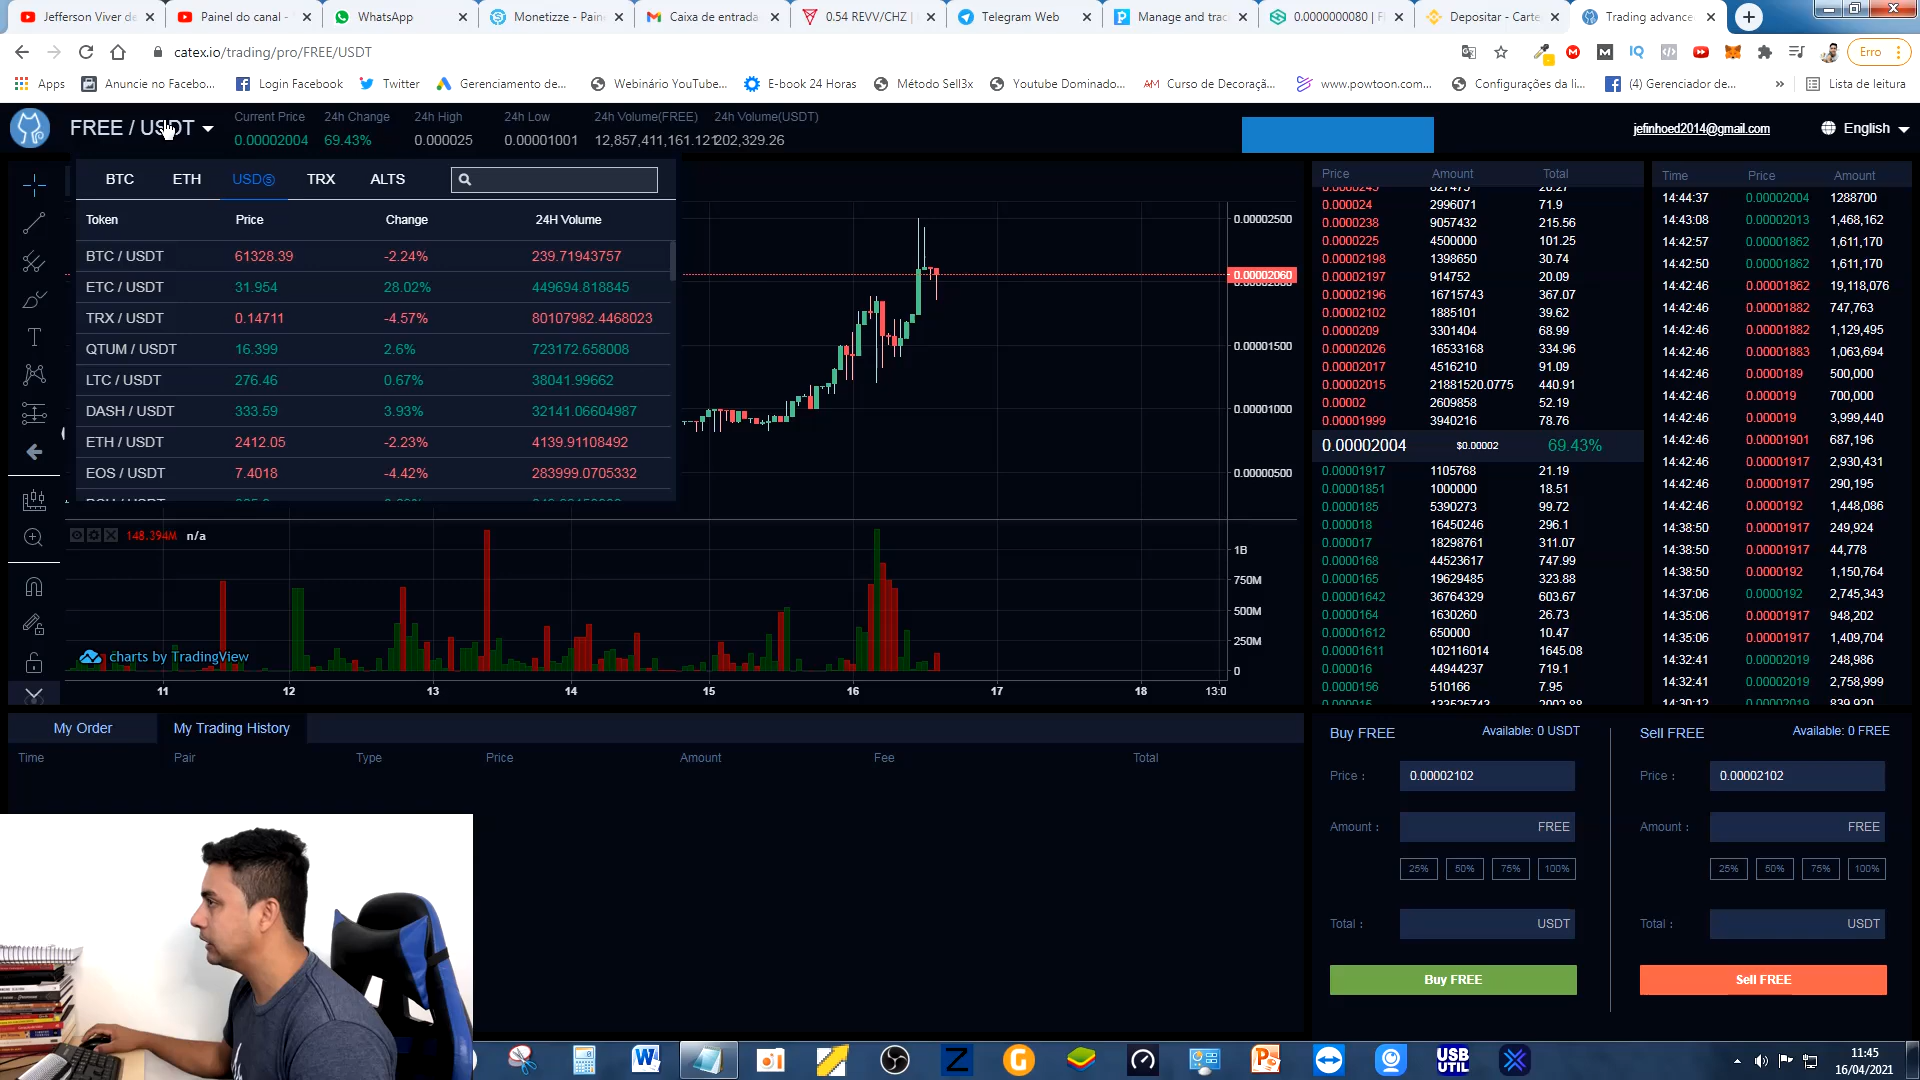 Jefferson Viver de
Painel do canal -
WhatsApp
Monetizze - Pain
Caixa de entrada
0.54 REVV/CHZ |
Telegram Web
Manage and trac
0.0000000080 | F
Depositar - Carte
Trading advance
catex.io/trading/pro/FREE/USDT
Erro
Apps
Anuncie no Facebo...
Login Facebook
Twitter
Gerenciamento de...
Webinário YouTube...
E-book 24 Horas
Método Sell3x
Youtube Dominado...
AM Curso de Decoração...
www.powtoon.com...
Configurações da li...
(4) Gerenciador de...
»
Lista de leitura
FREE / USDT
Current Price
24h Change
24h High
24h Low
24h Volume(FREE)
24h Volume(USDT)
0.00002004
69.43%
0.000025
0.00001001
12,857,411,161.121
202,329.26
jefinhoed2014@gmail.com
English
BTC ETH USDⓈ TRX ALTS
Token Price Change 24H Volume
BTC / USDT 61328.39 -2.24% 239.71943757
ETC / USDT 31.954 28.02% 449694.818845
TRX / USDT 0.14711 -4.57% 80107982.4468023
QTUM / USDT 16.399 2.6% 723172.658008
LTC / USDT 276.46 0.67% 38041.99662
DASH / USDT 333.59 3.93% 32141.06604987
ETH / USDT 2412.05 -2.23% 4139.91108492
EOS / USDT 7.4018 -4.42% 283999.0705332
0.00002500
0.00002060
0.00001500
0.00001000
0.00000500
148.394M n/a
1B
750M
500M
250M
0
charts by TradingView
11 12 13 14 15 16 17 18 13:0
Price Amount Total
0.000024 2996071 71.9
0.0000238 9057432 215.56
0.0000225 4500000 101.25
0.00002198 1398650 30.74
0.00002197 914752 20.09
0.00002196 16715743 367.07
0.00002102 1885101 39.62
0.0000209 3301404 68.99
0.00002026 16533168 334.96
0.00002017 4516210 91.09
0.00002015 21881520.0775 440.91
0.00002 2609858 52.19
0.00001999 3940216 78.76
0.00002004 $0.00002 69.43%
0.00001917 1105768 21.19
0.00001851 1000000 18.51
0.0000185 5390273 99.72
0.000018 16450246 296.1
0.000017 18298761 311.07
0.0000168 44523617 747.99
0.0000165 19629485 323.88
0.00001642 36764329 603.67
0.0000164 1630260 26.73
0.00001612 650000 10.47
0.00001611 102116014 1645.08
0.000016 44944237 719.1
0.0000156 510166 7.95
Time Price Amount
14:44:37 0.00002004 1288700
14:43:08 0.00002013 1,468,162
14:42:57 0.00001862 1,611,170
14:42:50 0.00001862 1,611,170
14:42:46 0.00001862 19,118,076
14:42:46 0.00001882 747,763
14:42:46 0.00001882 1,129,495
14:42:46 0.00001883 1,063,694
14:42:46 0.0000189 500,000
14:42:46 0.000019 700,000
14:42:46 0.000019 3,999,440
14:42:46 0.00001901 687,196
14:42:46 0.00001917 2,930,431
14:42:46 0.00001917 290,195
14:42:46 0.0000192 1,448,086
14:38:50 0.00001917 249,924
14:38:50 0.00001917 44,778
14:38:50 0.0000192 1,150,764
14:37:06 0.0000192 2,745,343
14:35:06 0.00001917 948,202
14:35:06 0.00001917 1,409,704
14:32:41 0.00002019 248,986
14:32:41 0.00002019 2,758,999
14:30:12 0.00002019 839,920
My Order
My Trading History
Time Pair Type Price Amount Fee Total
Buy FREE Available: 0 USDT
Price : 0.00002102
Amount : FREE
25% 50% 75% 100%
Total : USDT
Buy FREE
Sell FREE Available: 0 FREE
Price : 0.00002102
Amount : FREE
25% 50% 75% 100%
Total : USDT
Sell FREE
USB
UTIL
11:45
16/04/2021